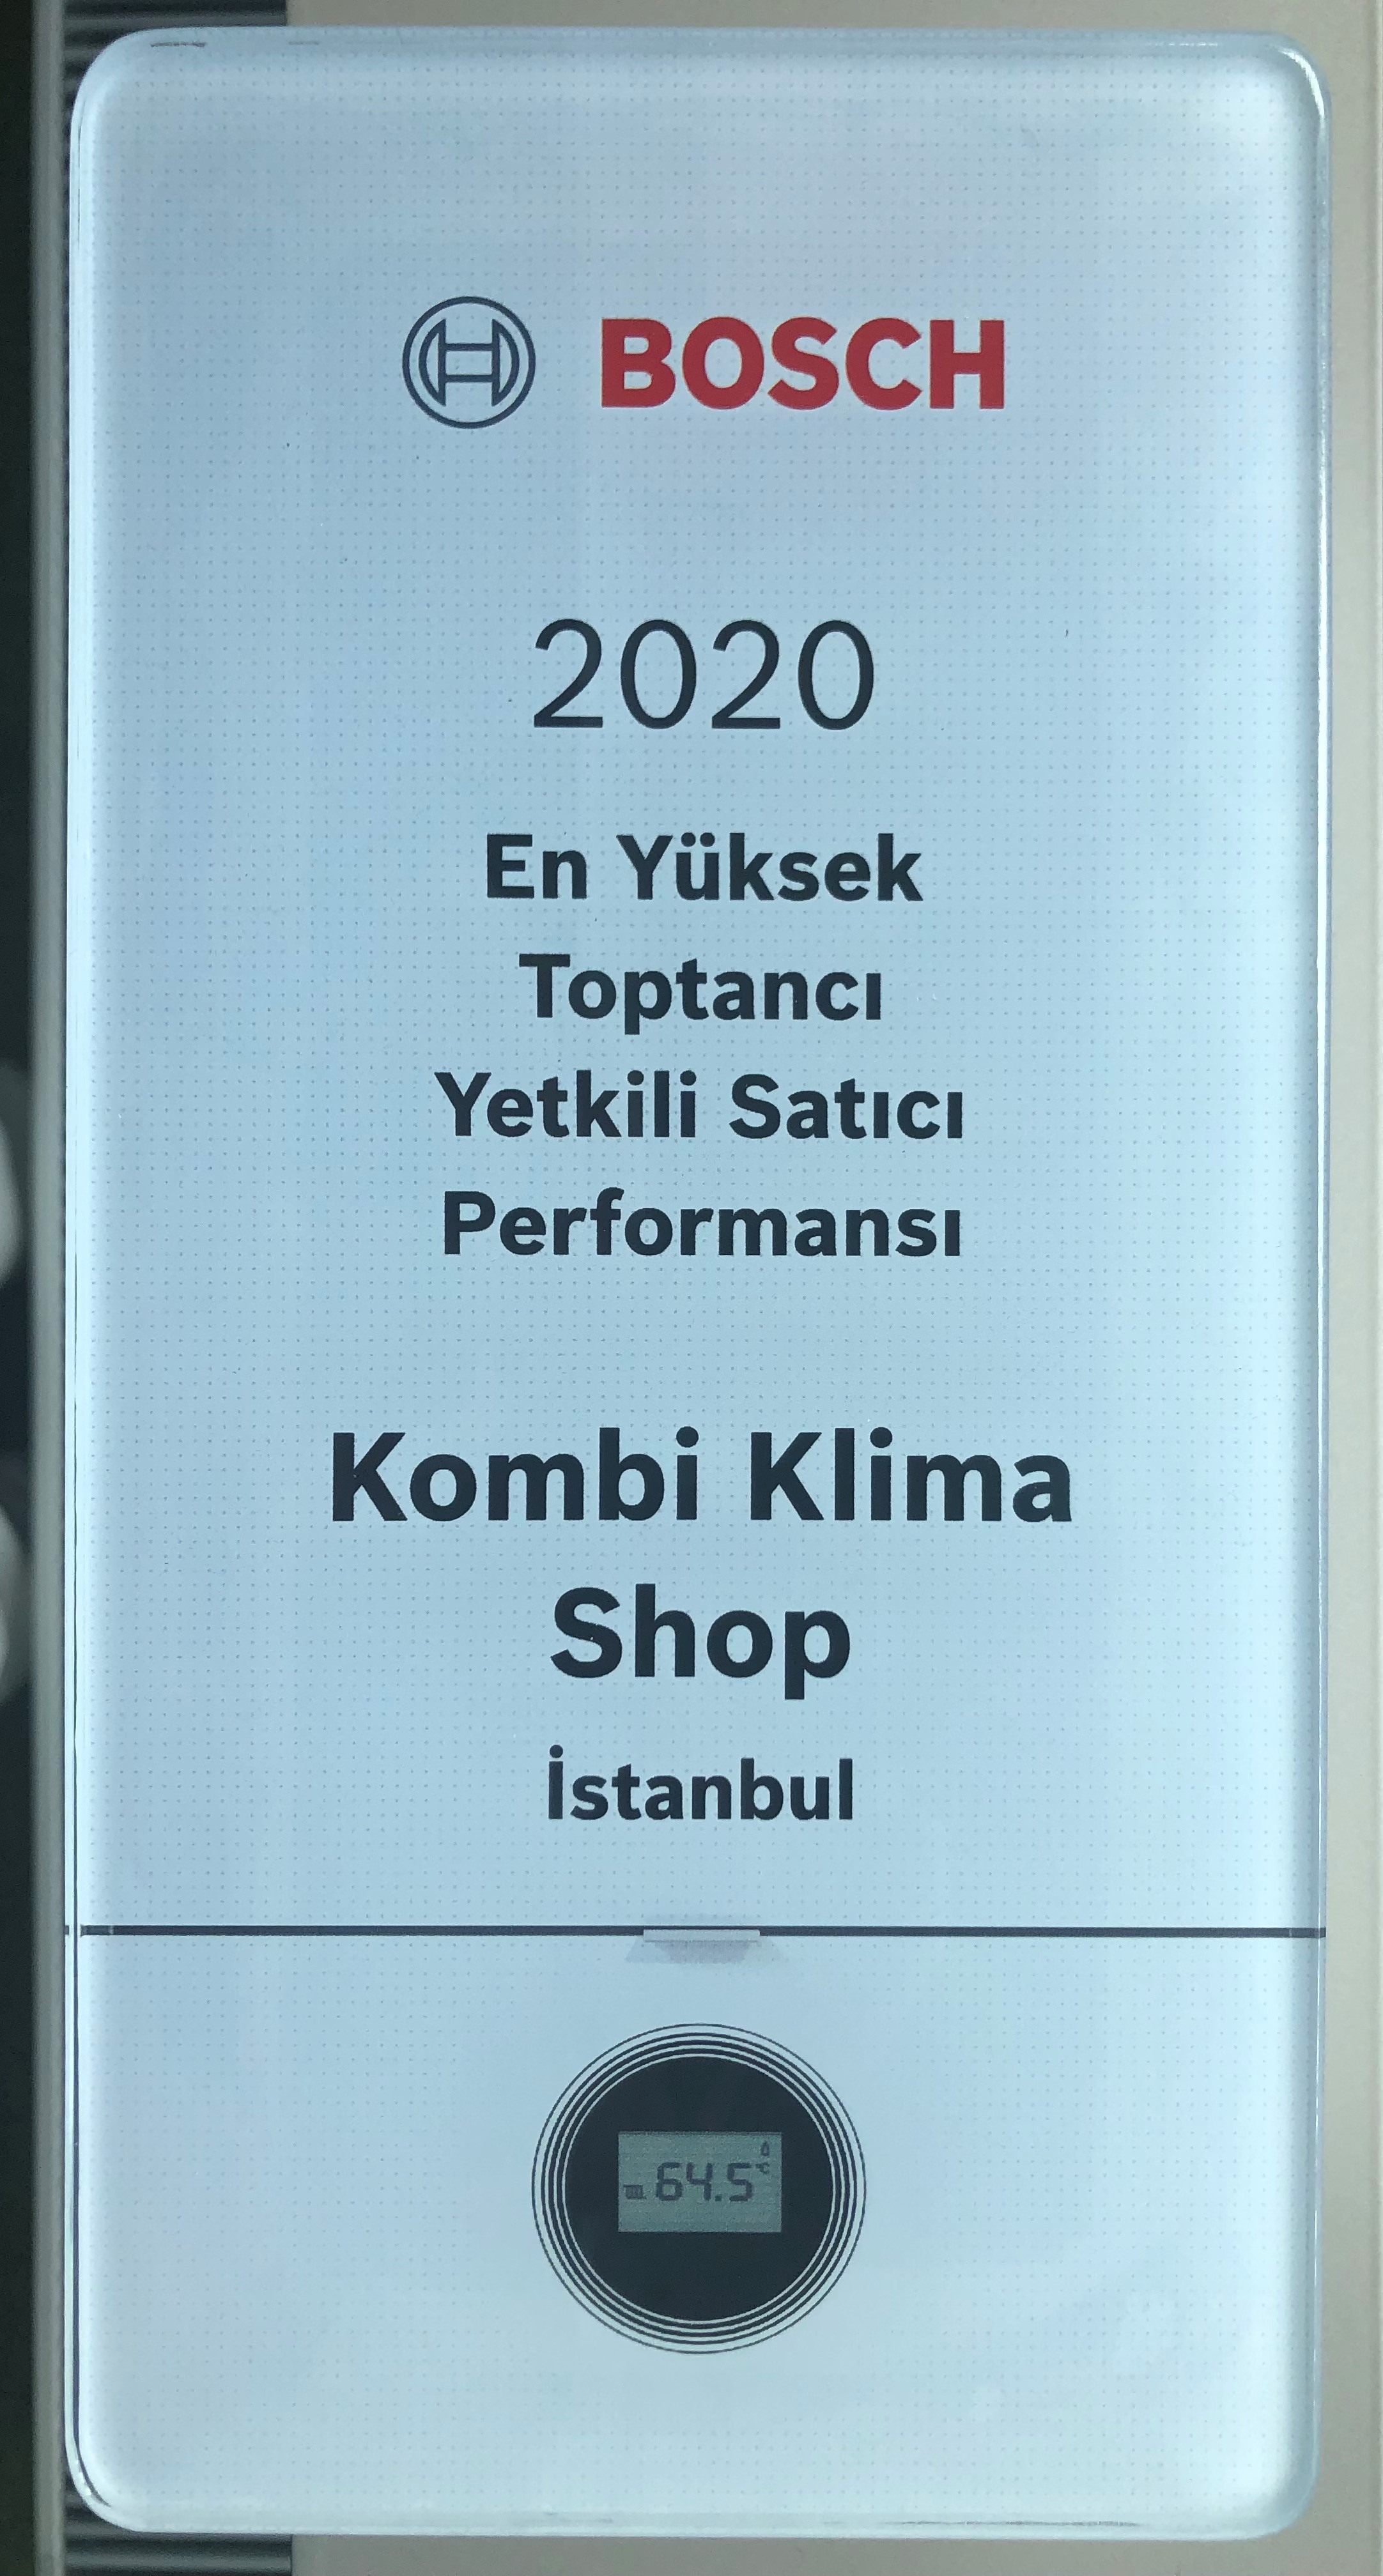 BOSCH
2020
En Yüksek
Toptancı
Yetkili Satıcı
Performansı
Kombi Klima
Shop
İstanbul
64.5 °C